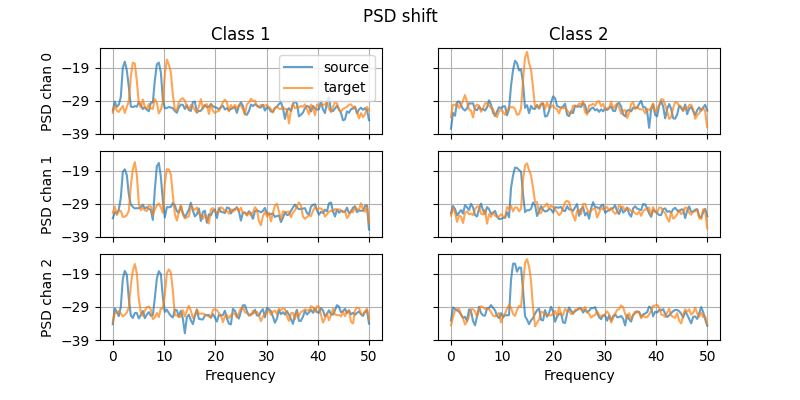 PSD shift
Class 1
Class 2
PSD chan 0
−19
−29
−39
source
target
PSD chan 1
−19
−29
−39
PSD chan 2
−19
−29
−39
0 10 20 30 40 50
0 10 20 30 40 50
Frequency
Frequency